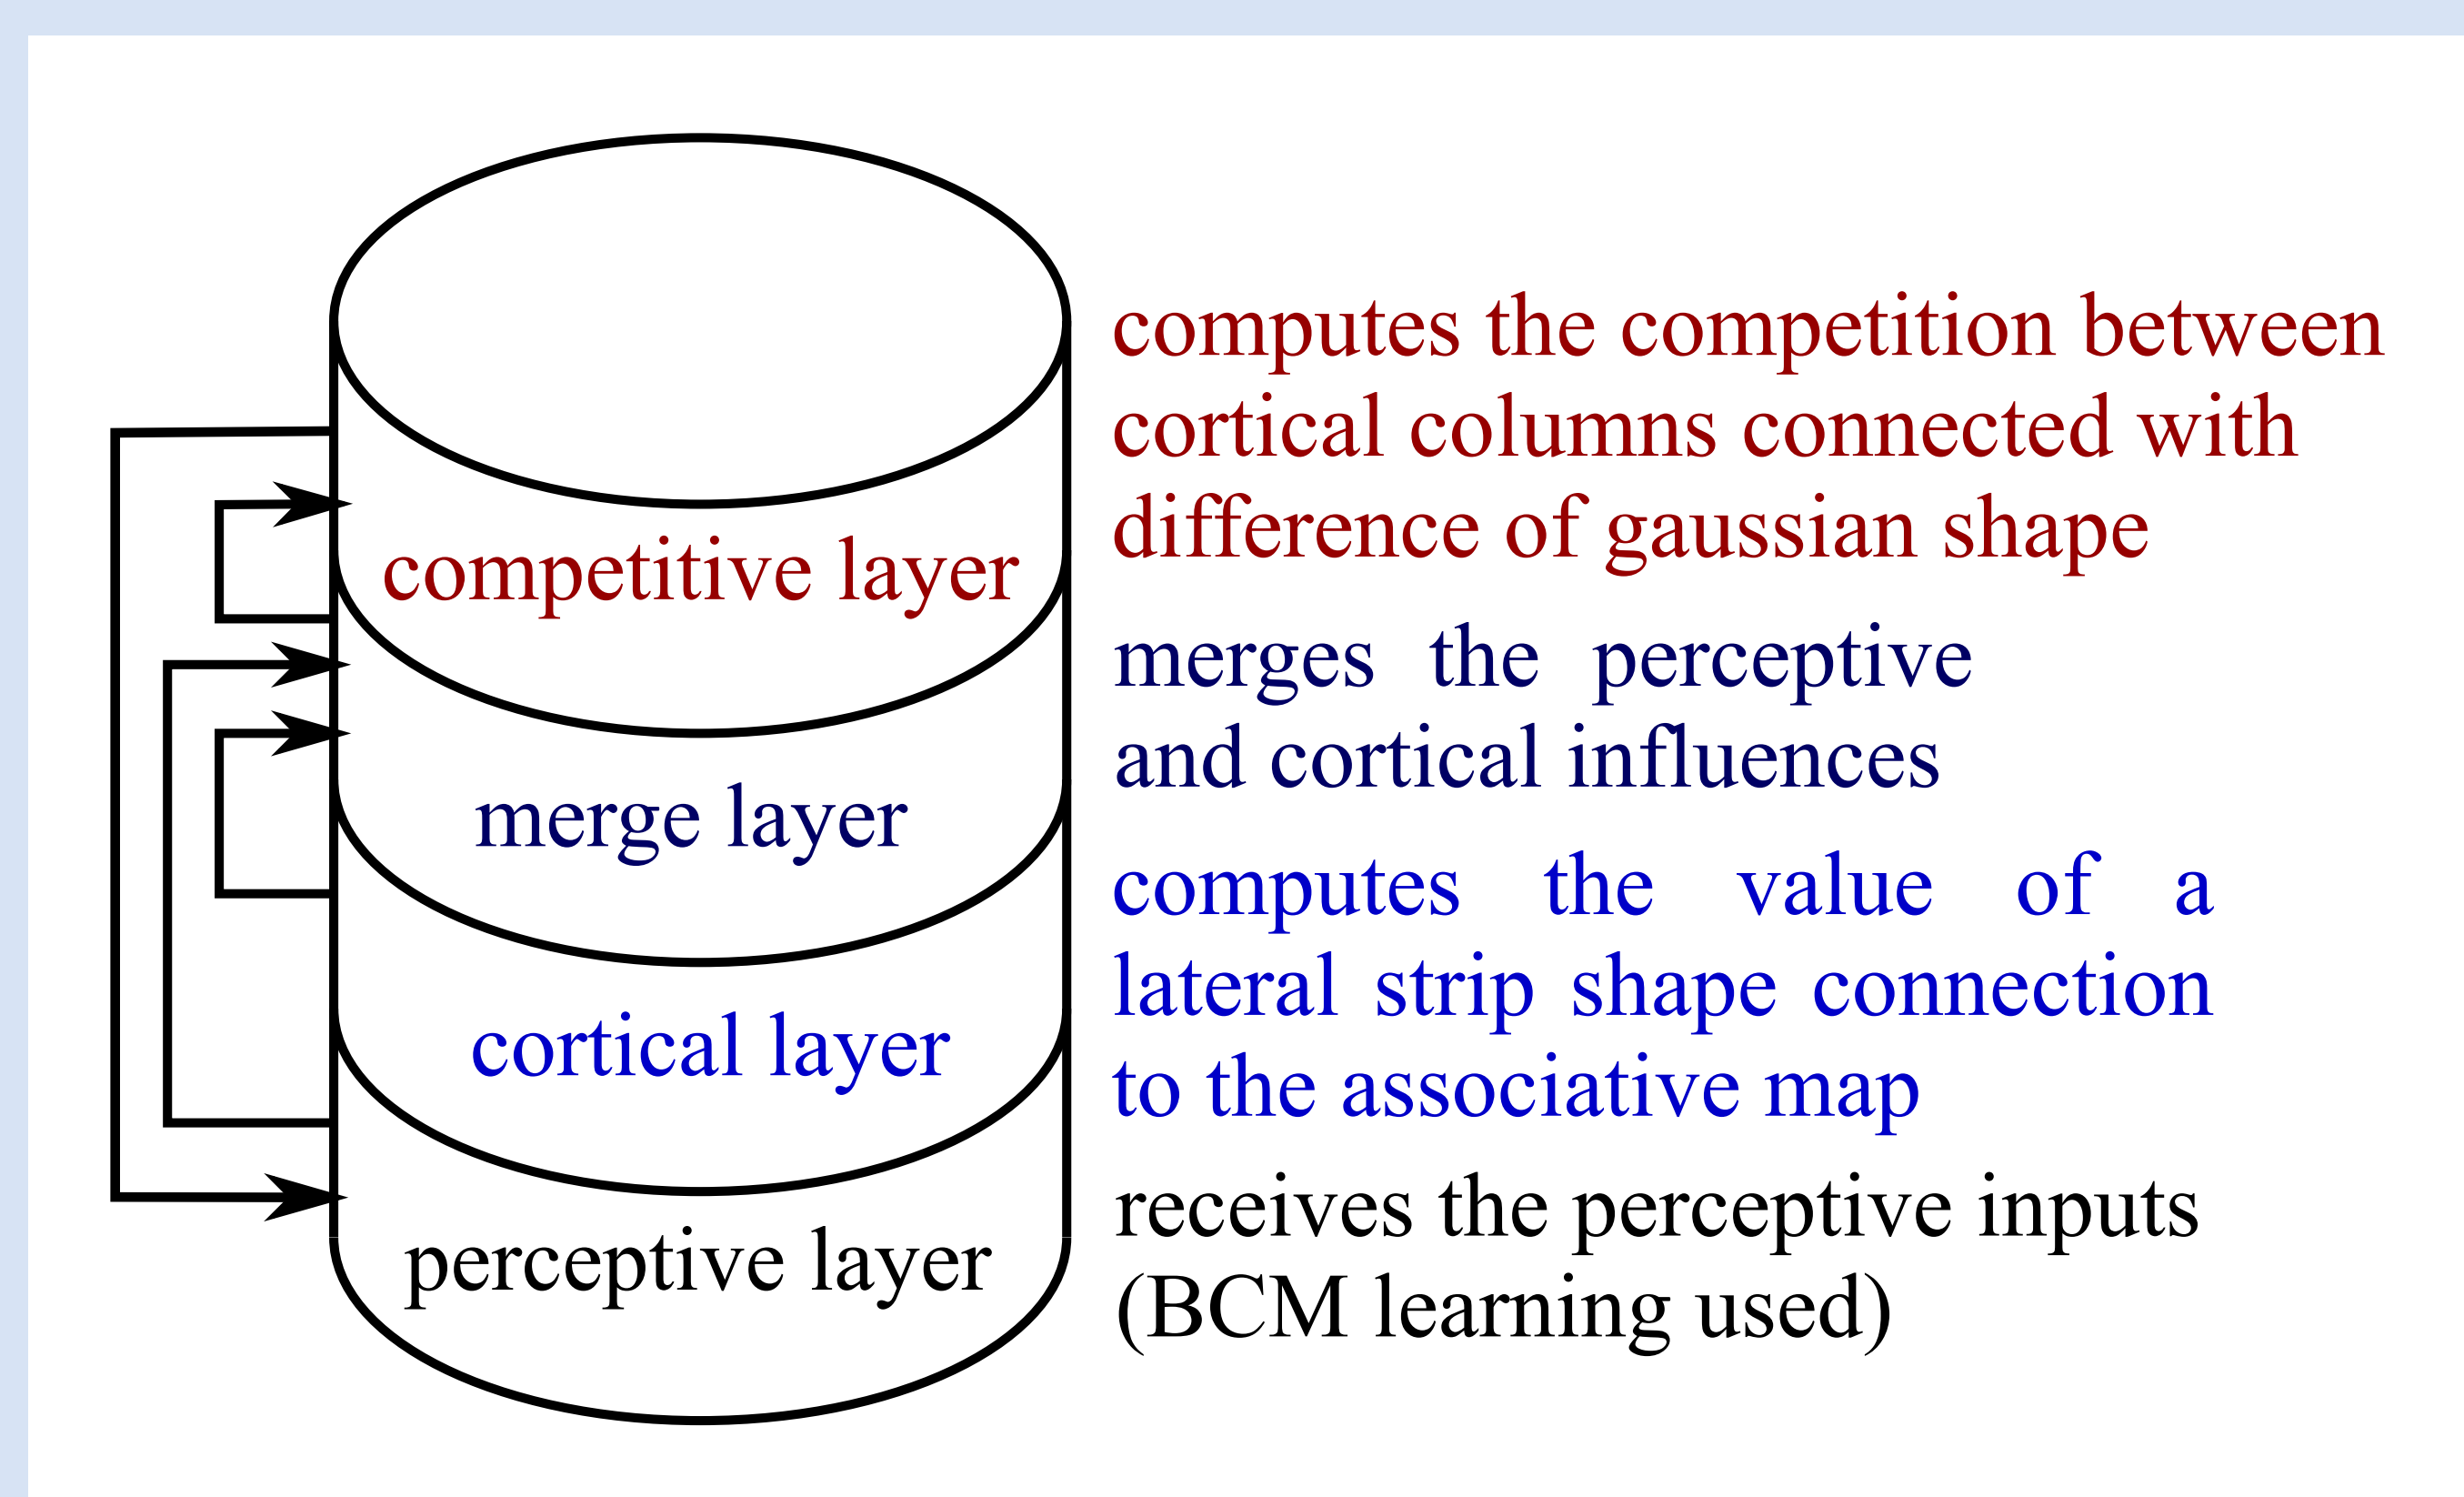 computes the competition between
cortical columns connected with
difference of gaussian shape
competitive layer
merges the perceptive
and cortical influences
merge layer
computes the value of a
lateral strip shape connection
to the associative map
cortical layer
receives the perceptive inputs
(BCM learning used)
perceptive layer